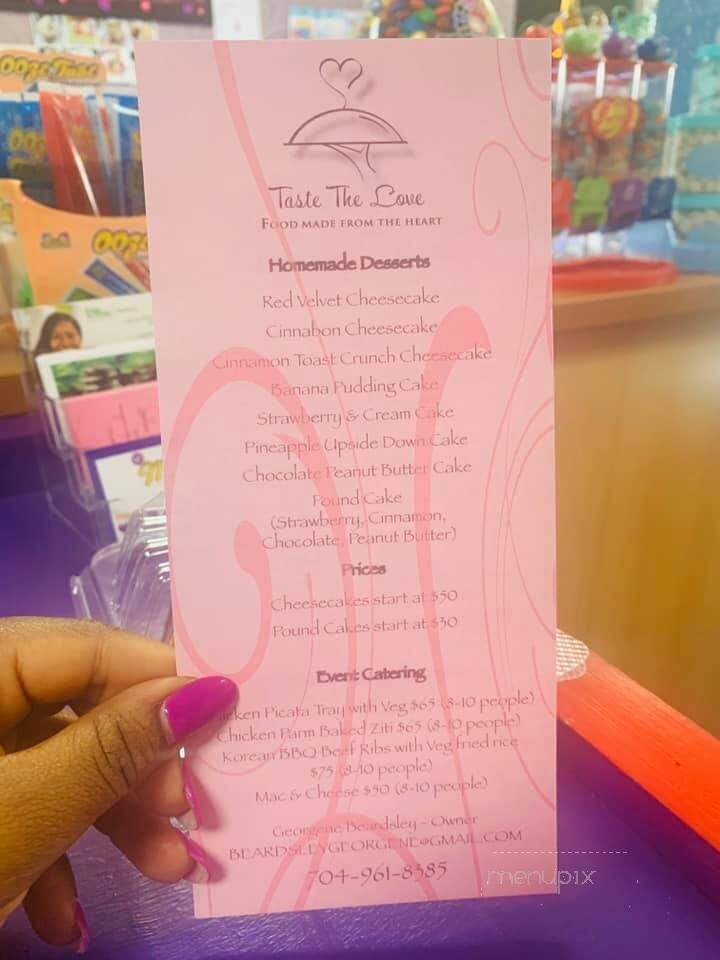 Taste The Love
FOOD MADE FROM THE HEART
Homemade Desserts
Red Velvet Cheesecake
Cinnabon Cheesecake
Cinnamon Toast Crunch Cheesecake
Banana Pudding Cake
Strawberry & Cream Cake
Pineapple Upside Down Cake
Chocolate Peanut Butter Cake
Pound Cake
(Strawberry, Cinnamon,
Chocolate, Peanut Butter)
Prices
Cheesecakes start at $50
Pound Cakes start at $30
Event Catering
cken Picata Tray with Veg $65 (8-10 people)
Chicken Parm Baked Ziti $65 (8-10 people)
Korean BBQ Beef Ribs with Veg fried rice
$75 (8-10 people)
Mac & Cheese $50 (8-10 people)
Georgene Beardsley - Owner
BEARDSLEYGEORGENE@GMAIL.COM
704-961-8385
menupix